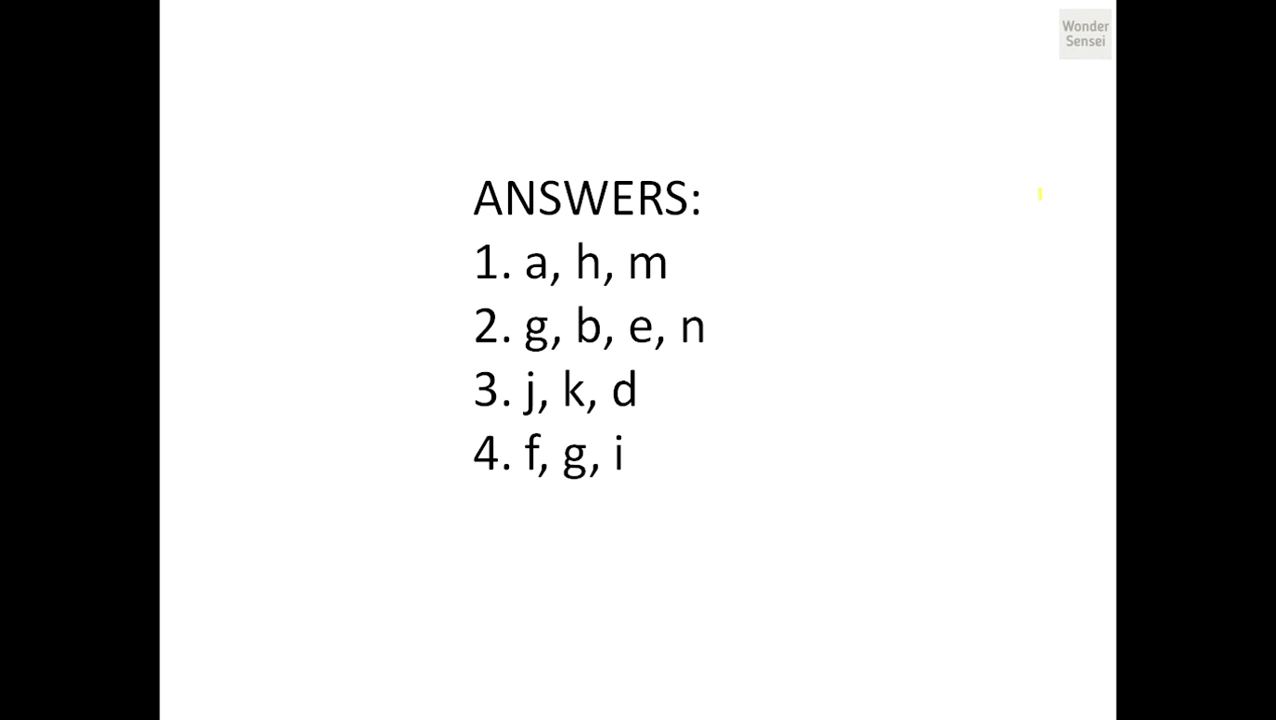 Wonder
Sensei
ANSWERS:
1. a, h, m
2. g, b, e, n
3. j, k, d
4. f, g, i